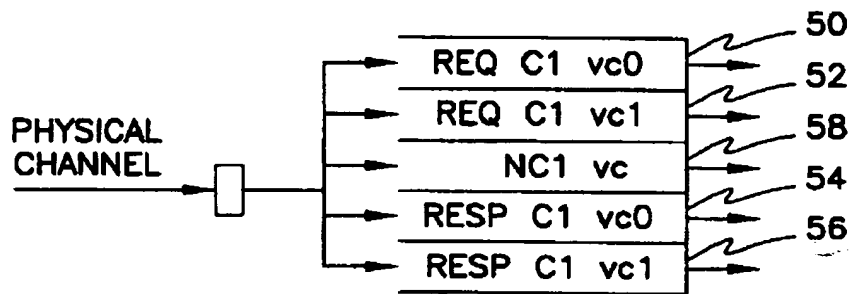 50
REQ C1 vc0
52
REQ C1 vc1
58
PHYSICAL
CHANNEL
NC1 vc
54
RESP C1 vc0
56
RESP C1 vc1